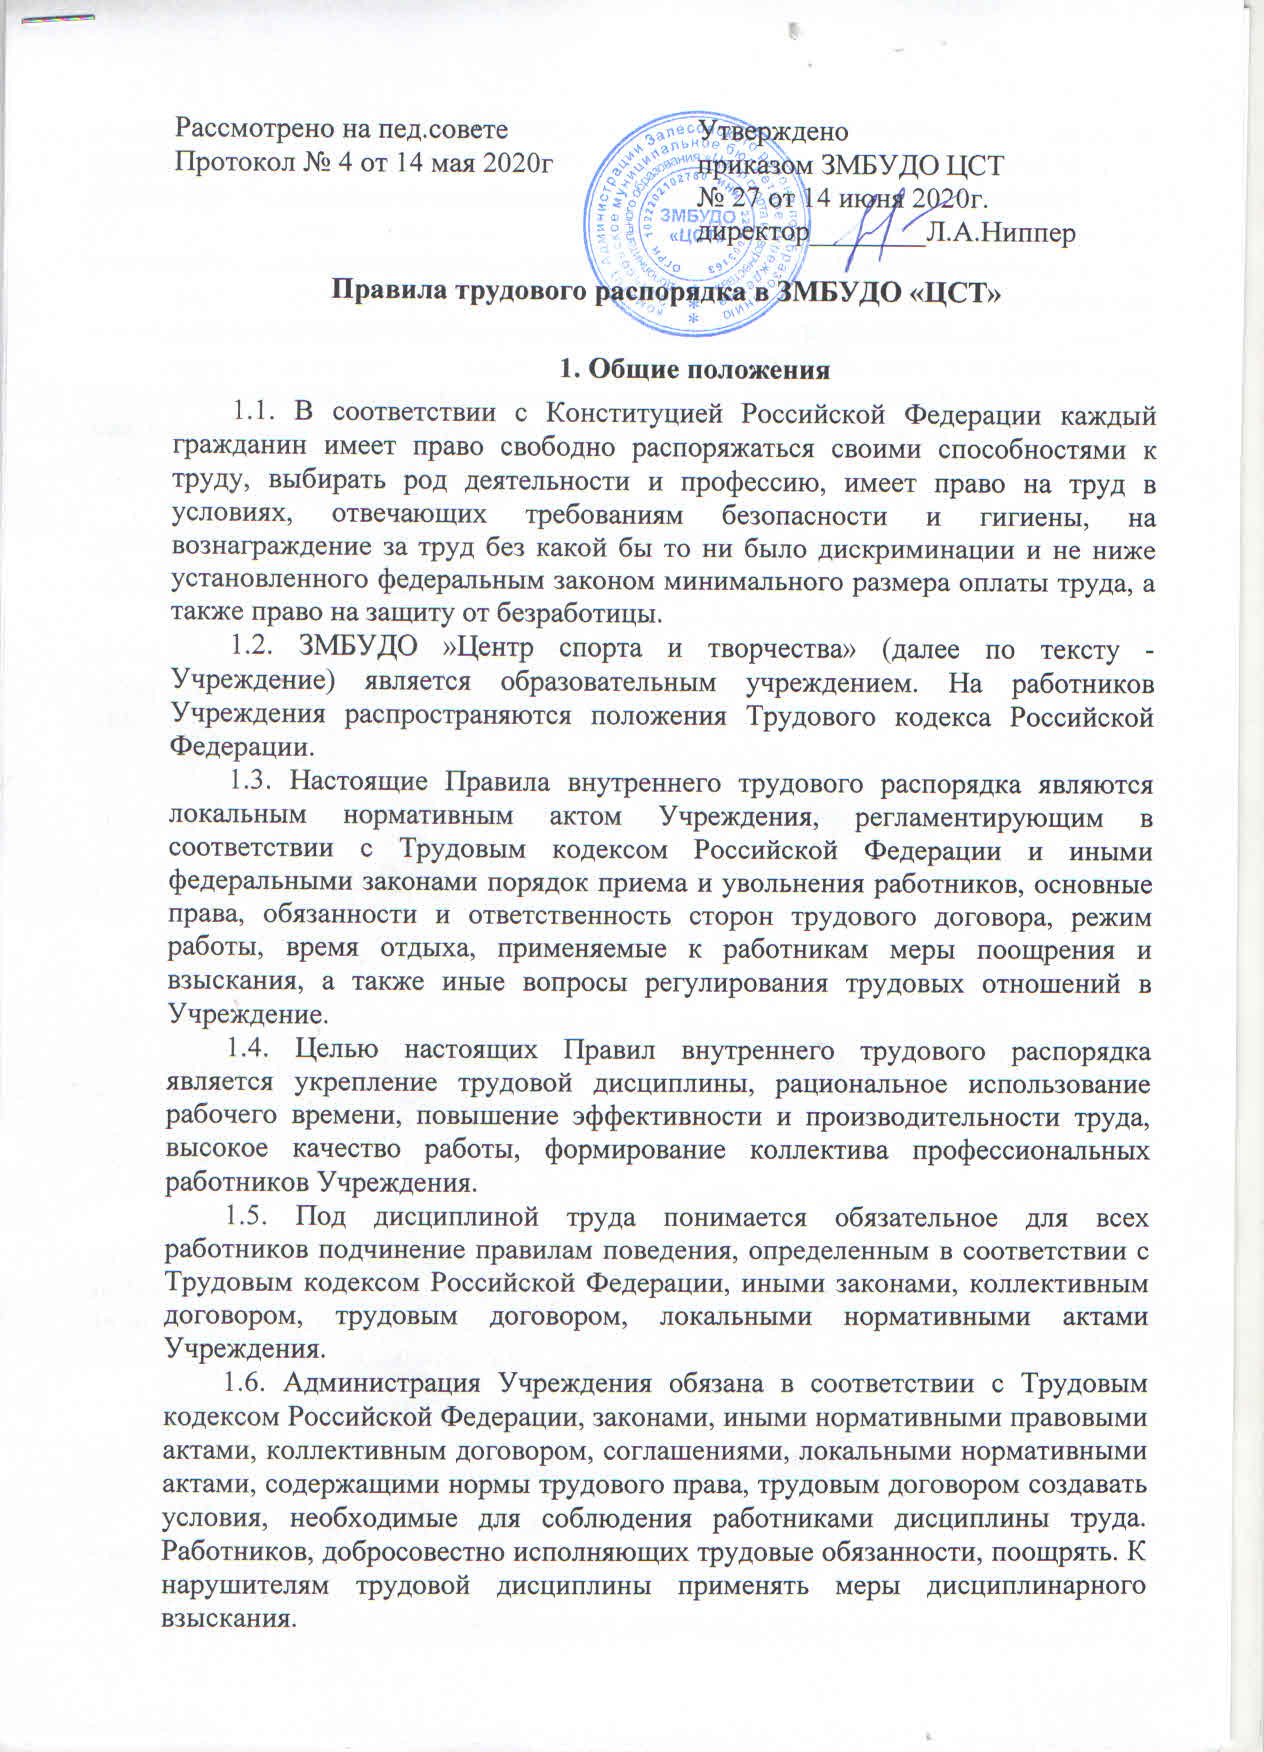 Рассмотрено на пед.совете
Протокол № 4 от 14 мая 2020г
Утверждено
приказом ЗМБУДО ЦСТ
№ 27 от 14 июня 2020г.
директор________Л.А.Ниппер
ЗМБУДО
«ЦСТ»
Правила трудового распорядка в ЗМБУДО «ЦСТ»
1. Общие положения
1.1. В соответствии с Конституцией Российской Федерации каждый
гражданин имеет право свободно распоряжаться своими способностями к
труду, выбирать род деятельности и профессию, имеет право на труд в
условиях, отвечающих требованиям безопасности и гигиены, на
вознаграждение за труд без какой бы то ни было дискриминации и не ниже
установленного федеральным законом минимального размера оплаты труда, а
также право на защиту от безработицы.
1.2. ЗМБУДО »Центр спорта и творчества» (далее по тексту -
Учреждение) является образовательным учреждением. На работников
Учреждения распространяются положения Трудового кодекса Российской
Федерации.
1.3. Настоящие Правила внутреннего трудового распорядка являются
локальным нормативным актом Учреждения, регламентирующим в
соответствии с Трудовым кодексом Российской Федерации и иными
федеральными законами порядок приема и увольнения работников, основные
права, обязанности и ответственность сторон трудового договора, режим
работы, время отдыха, применяемые к работникам меры поощрения и
взыскания, а также иные вопросы регулирования трудовых отношений в
Учреждение.
1.4. Целью настоящих Правил внутреннего трудового распорядка
является укрепление трудовой дисциплины, рациональное использование
рабочего времени, повышение эффективности и производительности труда,
высокое качество работы, формирование коллектива профессиональных
работников Учреждения.
1.5. Под дисциплиной труда понимается обязательное для всех
работников подчинение правилам поведения, определенным в соответствии с
Трудовым кодексом Российской Федерации, иными законами, коллективным
договором, трудовым договором, локальными нормативными актами
Учреждения.
1.6. Администрация Учреждения обязана в соответствии с Трудовым
кодексом Российской Федерации, законами, иными нормативными правовыми
актами, коллективным договором, соглашениями, локальными нормативными
актами, содержащими нормы трудового права, трудовым договором создавать
условия, необходимые для соблюдения работниками дисциплины труда.
Работников, добросовестно исполняющих трудовые обязанности, поощрять. К
нарушителям трудовой дисциплины применять меры дисциплинарного
взыскания.